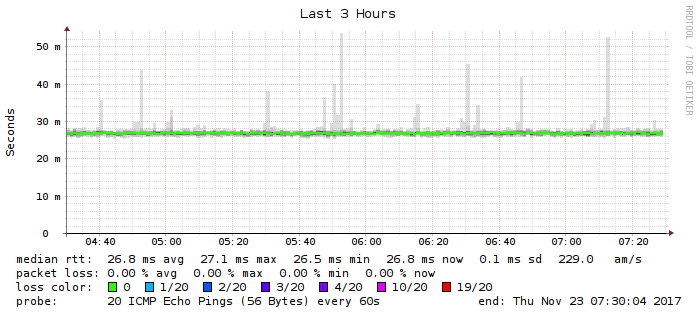 Last 3 Hours
RRDTOOL / TOBI OETIKER
Seconds
50 m
40 m
30 m
20 m
10 m
0
04:40 05:00 05:20 05:40 06:00 06:20 06:40 07:00 07:20
median rtt: 26.8 ms avg 27.1 ms max 26.5 ms min 26.8 ms now 0.1 ms sd 229.0 am/s
packet loss: 0.00 % avg 0.00 % max 0.00 % min 0.00 % now
loss color: 0 1/20 2/20 3/20 4/20 10/20 19/20
probe: 20 ICMP Echo Pings (56 Bytes) every 60s end: Thu Nov 23 07:30:04 2017